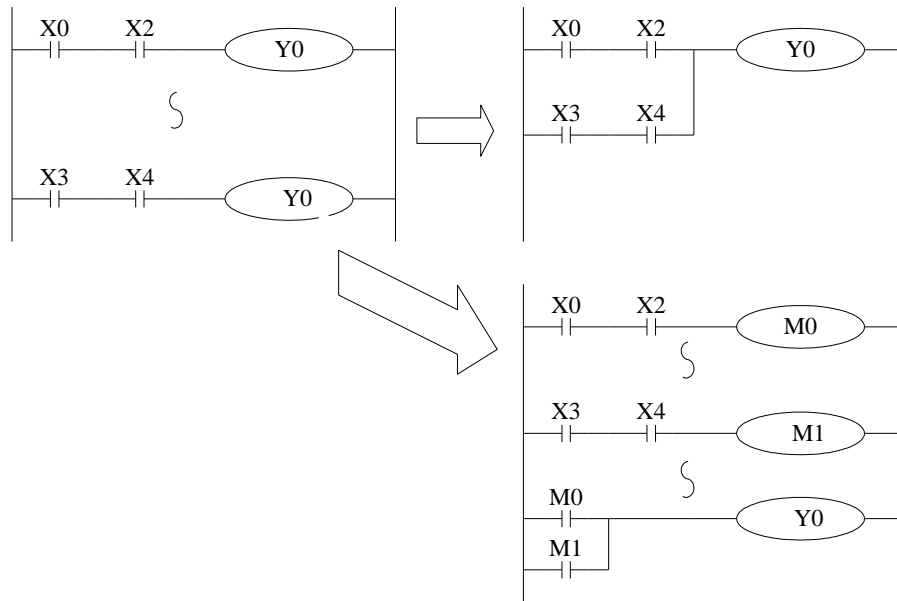 X0 X2 Y0
X3 X4 Y0
X0 X2 Y0
X3 X4
X0 X2 M0
X3 X4 M1
M0 Y0
M1